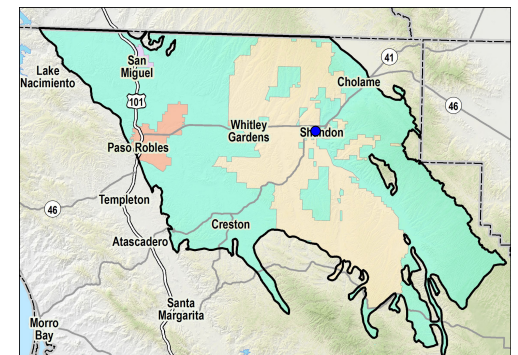 41
Lake
Nacimiento
San
Miguel
Cholame
101
46
Whitley
Gardens
Shandon
Paso Robles
Templeton
46
Creston
Atascadero
Santa
Margarita
Morro
Bay